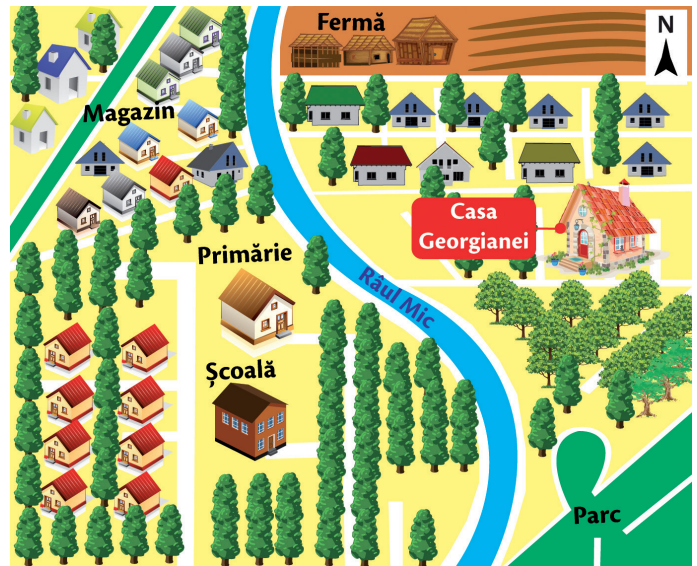 Fermă
N
Magazin
Casa
Georgianei
Primărie
Râul Mic
Școală
Parc